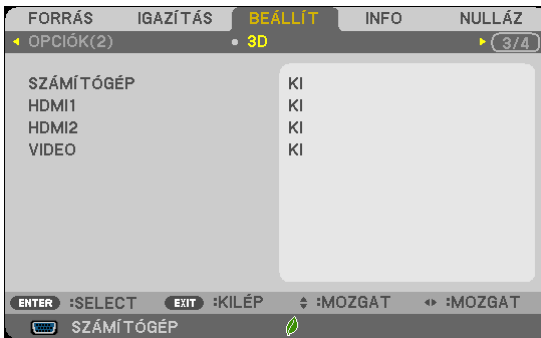 FORRÁS IGAZÍTÁS BEÁLLÍT INFO NULLÁZ
OPCIÓK(2) 3D 3/4
SZÁMÍTÓGÉP KI
HDMI1 KI
HDMI2 KI
VIDEO KI
ENTER :SELECT EXIT :KILÉP :MOZGAT :MOZGAT
SZÁMÍTÓGÉP